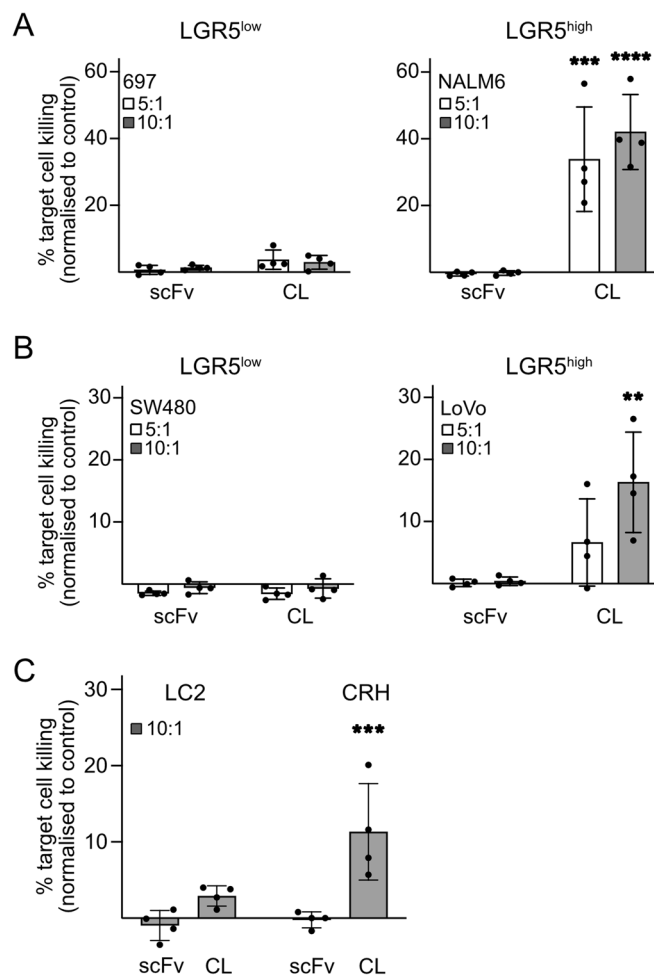 A
LGR5low
LGR5high
% target cell killing
(normalised to control)
60
40
20
697
5:1
10:1
scFv
CL
60
40
20
NALM6
5:1
10:1
***
****
scFv
CL
B
LGR5low
LGR5high
% target cell killing
(normalised to control)
30
20
10
SW480
5:1
10:1
scFv
CL
30
20
10
LoVo
5:1
10:1
**
scFv
CL
C
% target cell killing
(normalised to control)
30
20
10
LC2
CRH
10:1
***
scFv
CL
scFv
CL